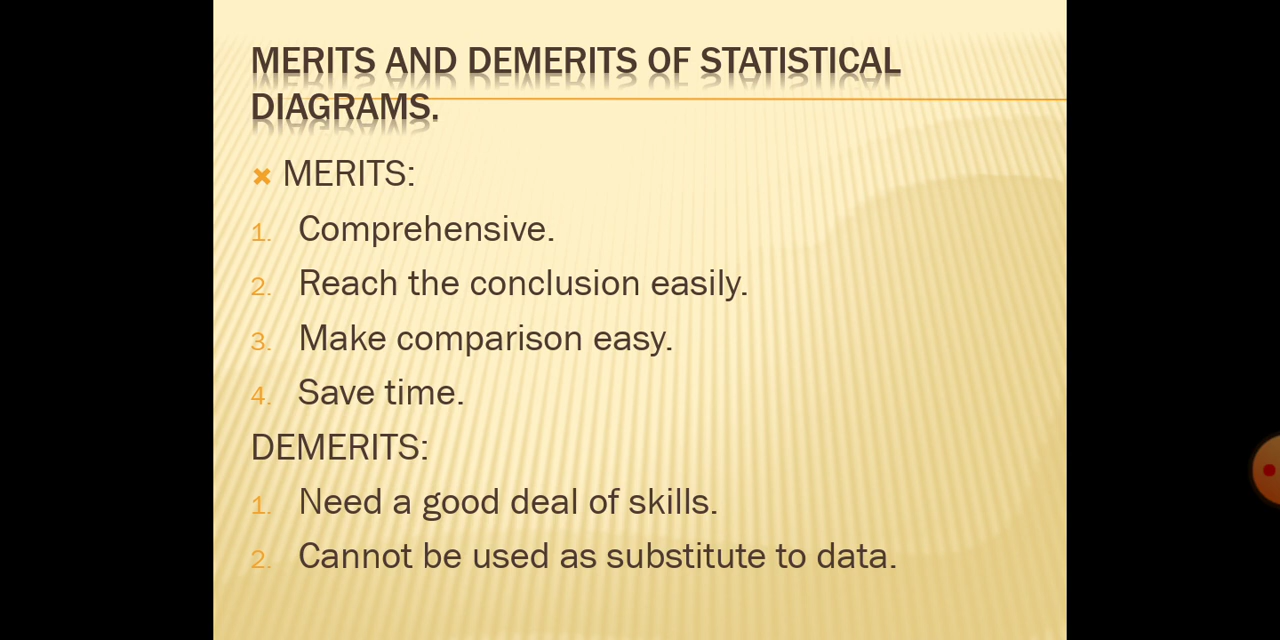 MERITS AND DEMERITS OF STATISTICAL
DIAGRAMS.
MERITS:
1. Comprehensive.
2. Reach the conclusion easily.
3. Make comparison easy.
4. Save time.
DEMERITS:
1. Need a good deal of skills.
2. Cannot be used as substitute to data.